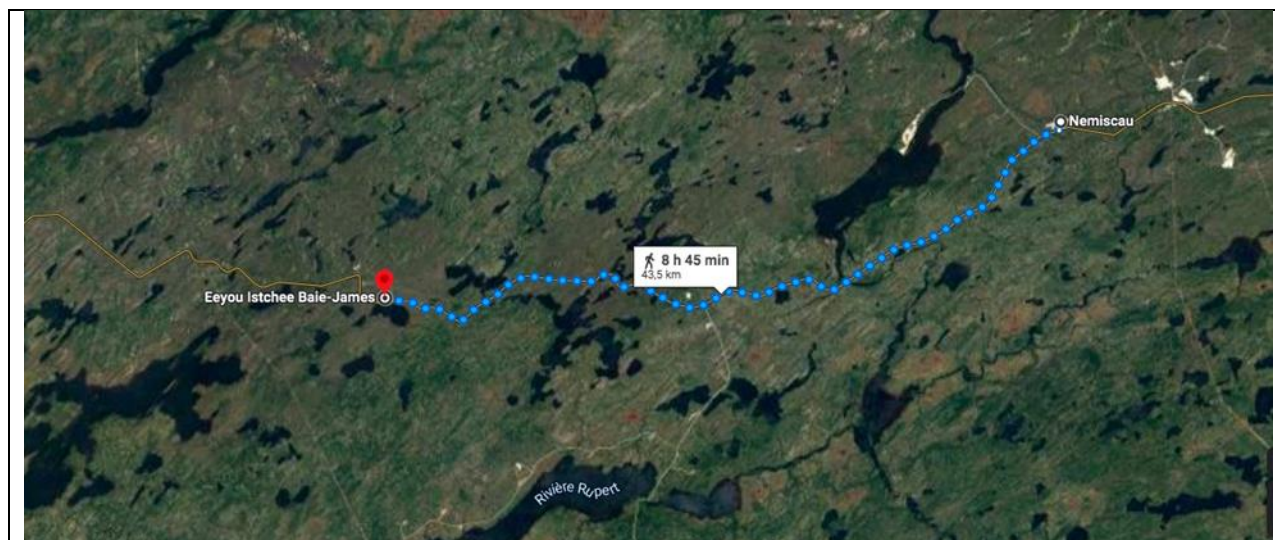 Nemiscau
8 h 45 min
43,5 km
Eeyou Istchee Baie-James
Rivière Rupert